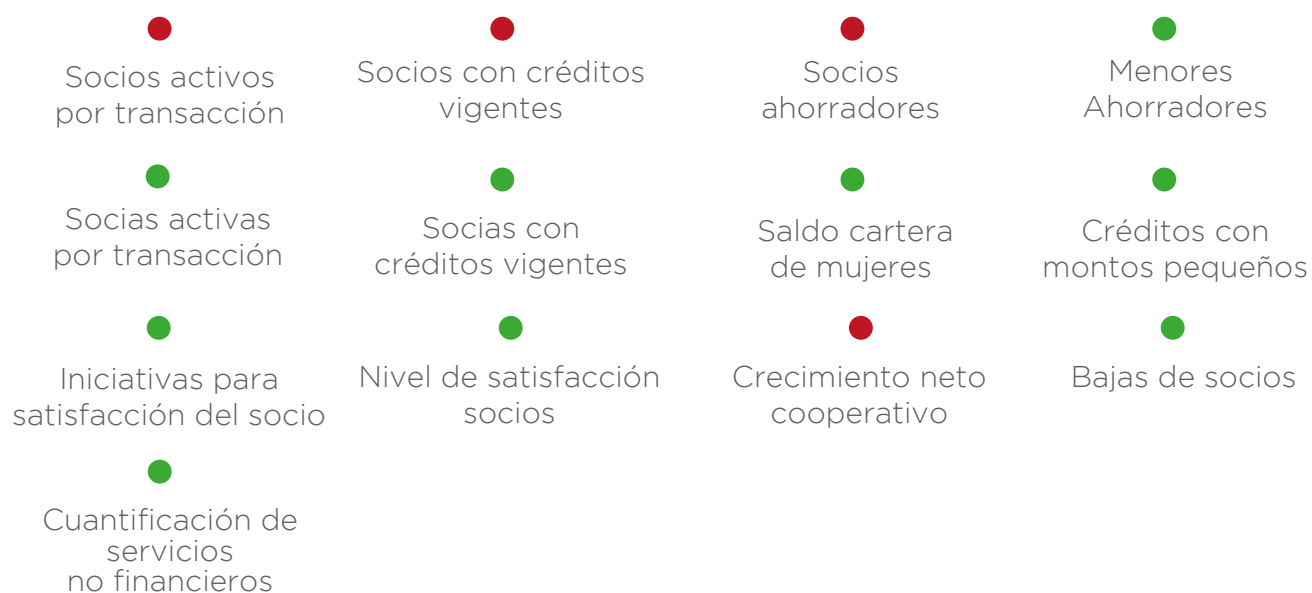 Socios activos
por transacción
Socios con créditos
vigentes
Socios
ahorradores
Menores
Ahorradores
Socias activas
por transacción
Socias con
créditos vigentes
Saldo cartera
de mujeres
Créditos con
montos pequeños
Iniciativas para
satisfacción del socio
Nivel de satisfacción
socios
Crecimiento neto
cooperativo
Bajas de socios
Cuantificación de
servicios
no financieros